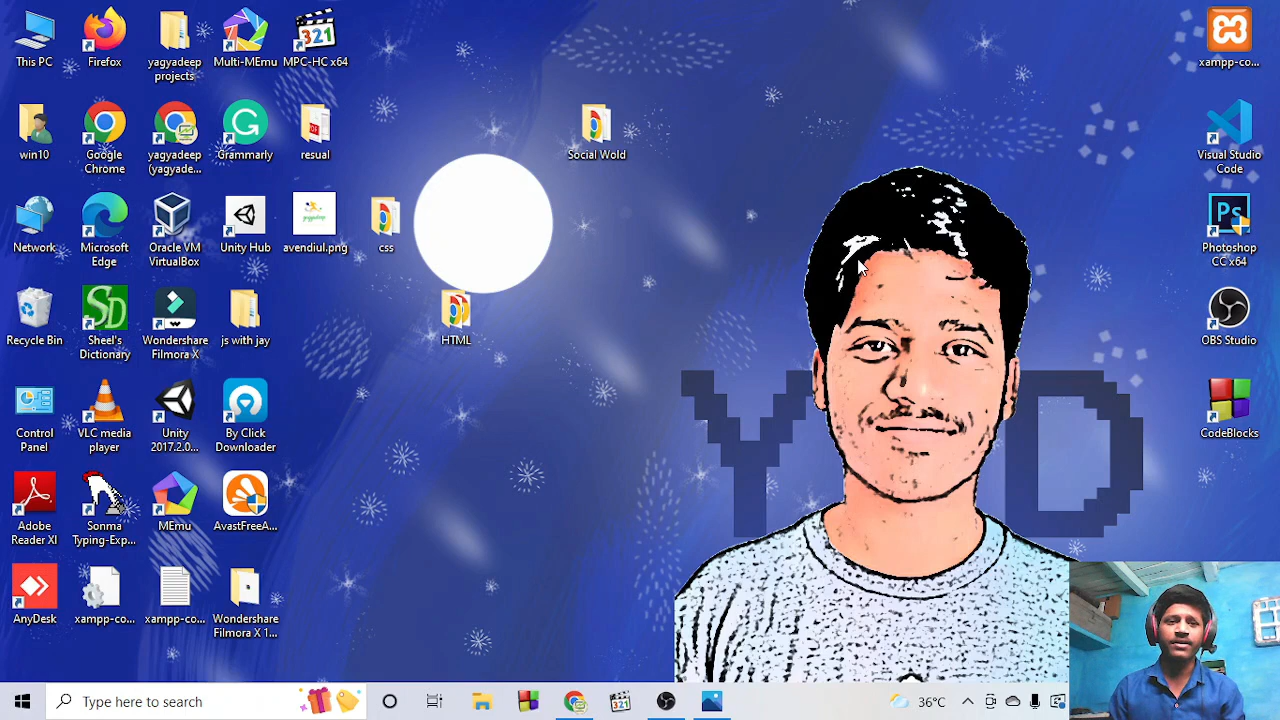 This PC
Firefox
yagyadeep
projects
Multi-MEmu
MPC-HC x64
xampp-co...
win10
Google
Chrome
yagyadeep
(yagyade...
Grammarly
resual
Social Wold
Visual Studio
Code
Network
Microsoft
Edge
Oracle VM
VirtualBox
Unity Hub
avendiul.png
css
Photoshop
CC x64
Recycle Bin
Sheel's
Dictionary
Wondershare
Filmora X
js with jay
HTML
OBS Studio
Control
Panel
VLC media
player
Unity
2017.2.0...
By Click
Downloader
CodeBlocks
Y D
Adobe
Reader XI
Sonma
Typing-Exp...
MEmu
AvastFreeA...
AnyDesk
xampp-co...
xampp-co...
Wondershare
Filmora X 1...
Type here to search
36°C